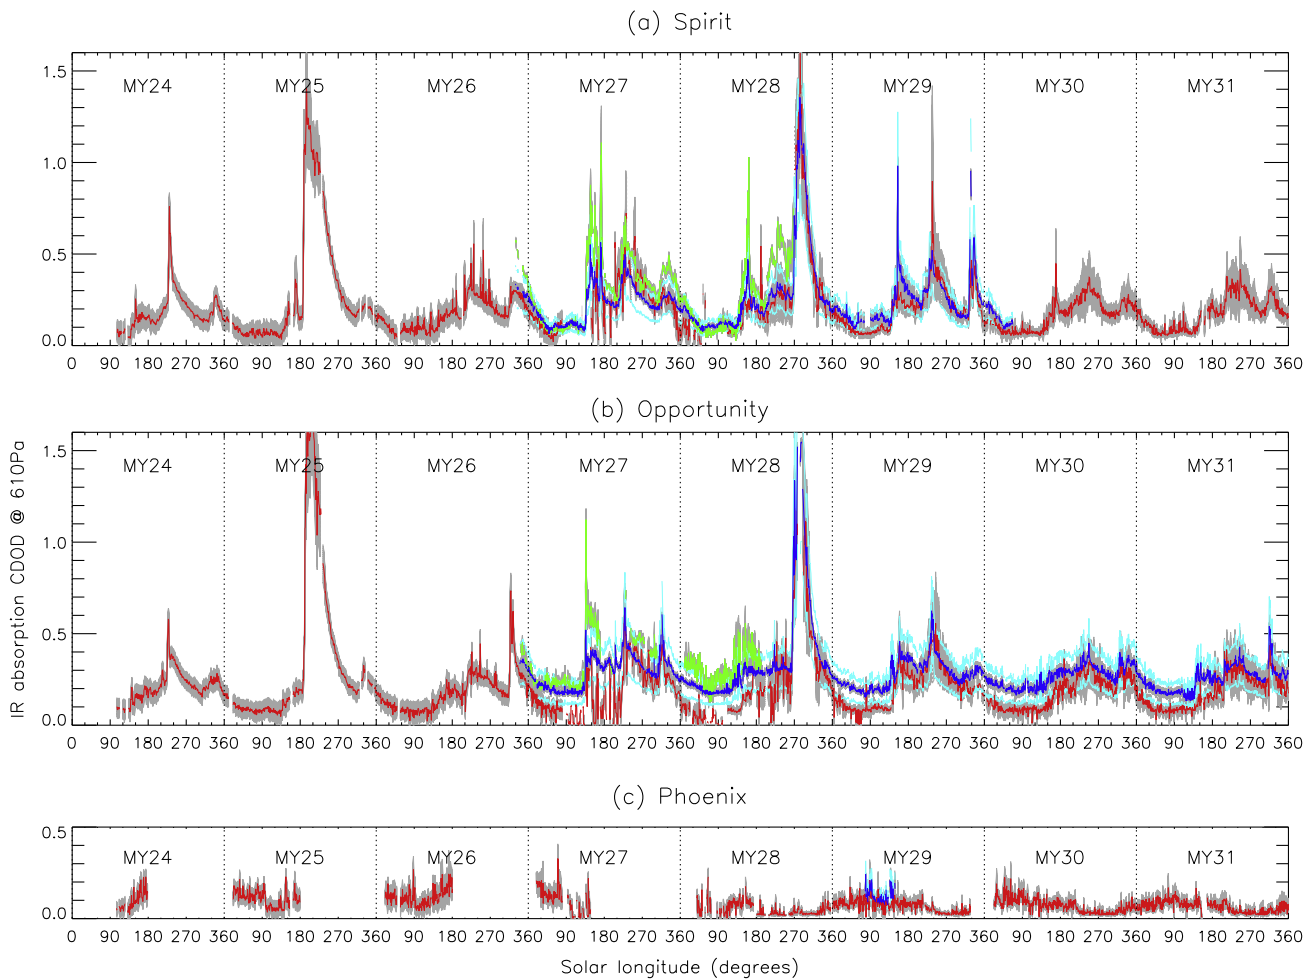 (a) Spirit
1.5
MY24 MY25 MY26 MY27 MY28 MY29 MY30 MY31
1.0
0.5
0.0
0 90 180 270 360 90 180 270 360 90 180 270 360 90 180 270 360 90 180 270 360 90 180 270 360 90 180 270 360 90 180 270 360
(b) Opportunity
1.5
MY24 MY25 MY26 MY27 MY28 MY29 MY30 MY31
1.0
0.5
0.0
IR absorption CDOD @ 610Pa
0 90 180 270 360 90 180 270 360 90 180 270 360 90 180 270 360 90 180 270 360 90 180 270 360 90 180 270 360 90 180 270 360
(c) Phoenix
0.5
MY24 MY25 MY26 MY27 MY28 MY29 MY30 MY31
0.0
0 90 180 270 360 90 180 270 360 90 180 270 360 90 180 270 360 90 180 270 360 90 180 270 360 90 180 270 360 90 180 270 360
Solar longitude (degrees)